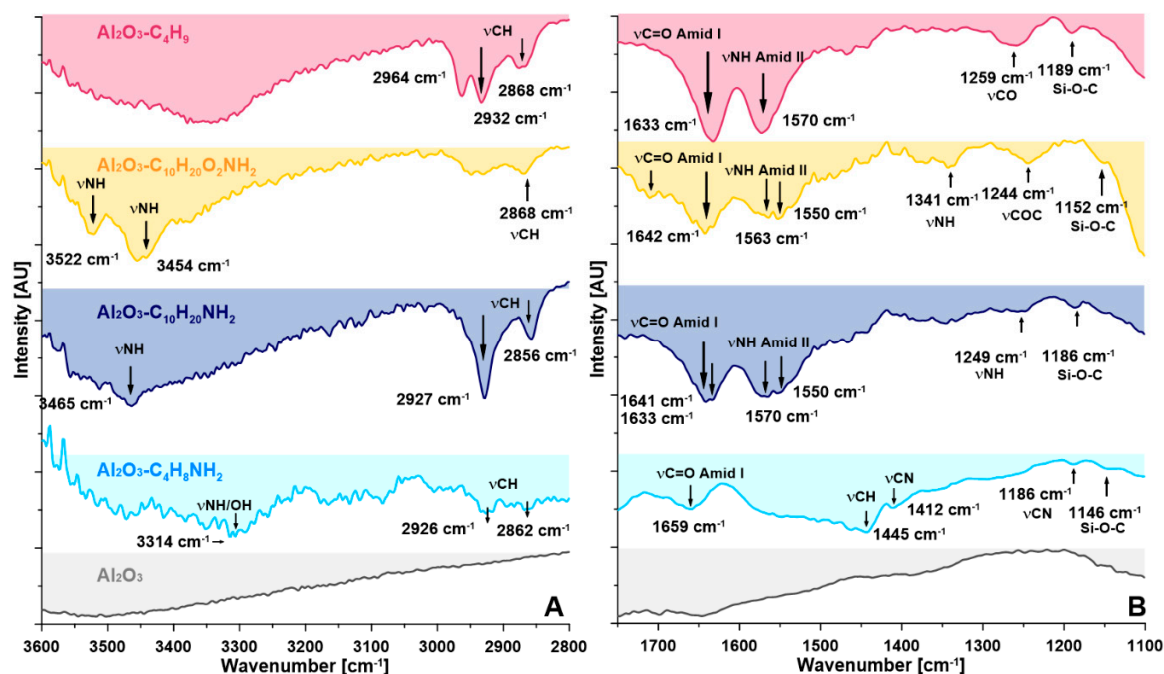 Intensity [AU]
Al₂O₃-C₄H₉
νCH
2964 cm⁻¹
2868 cm⁻¹
2932 cm⁻¹
Al₂O₃-C₁₀H₂₀O₂NH₂
νNH
νNH
3522 cm⁻¹
3454 cm⁻¹
2868 cm⁻¹
νCH
Al₂O₃-C₁₀H₂₀NH₂
νNH
νCH
3465 cm⁻¹
2927 cm⁻¹
2856 cm⁻¹
Al₂O₃-C₄H₈NH₂
νNH/OH
νCH
3314 cm⁻¹→
2926 cm⁻¹
2862 cm⁻¹
Al₂O₃
A
3600 3500 3400 3300 3200 3100 3000 2900 2800
Wavenumber [cm⁻¹]
Intensity [AU]
νC=O Amid I
νNH Amid II
1633 cm⁻¹
1570 cm⁻¹
1259 cm⁻¹
νCO
1189 cm⁻¹
Si-O-C
νC=O Amid I
νNH Amid II
1642 cm⁻¹
1563 cm⁻¹
1550 cm⁻¹
1341 cm⁻¹
νNH
1244 cm⁻¹
νCOC
1152 cm⁻¹
Si-O-C
νC=O Amid I
νNH Amid II
1641 cm⁻¹
1633 cm⁻¹
1570 cm⁻¹
1550 cm⁻¹
1249 cm⁻¹
νNH
1186 cm⁻¹
Si-O-C
νC=O Amid I
1659 cm⁻¹
νCH
νCN
1445 cm⁻¹
1412 cm⁻¹
1186 cm⁻¹
νCN
1146 cm⁻¹
Si-O-C
B
1700 1600 1500 1400 1300 1200 1100
Wavenumber [cm⁻¹]